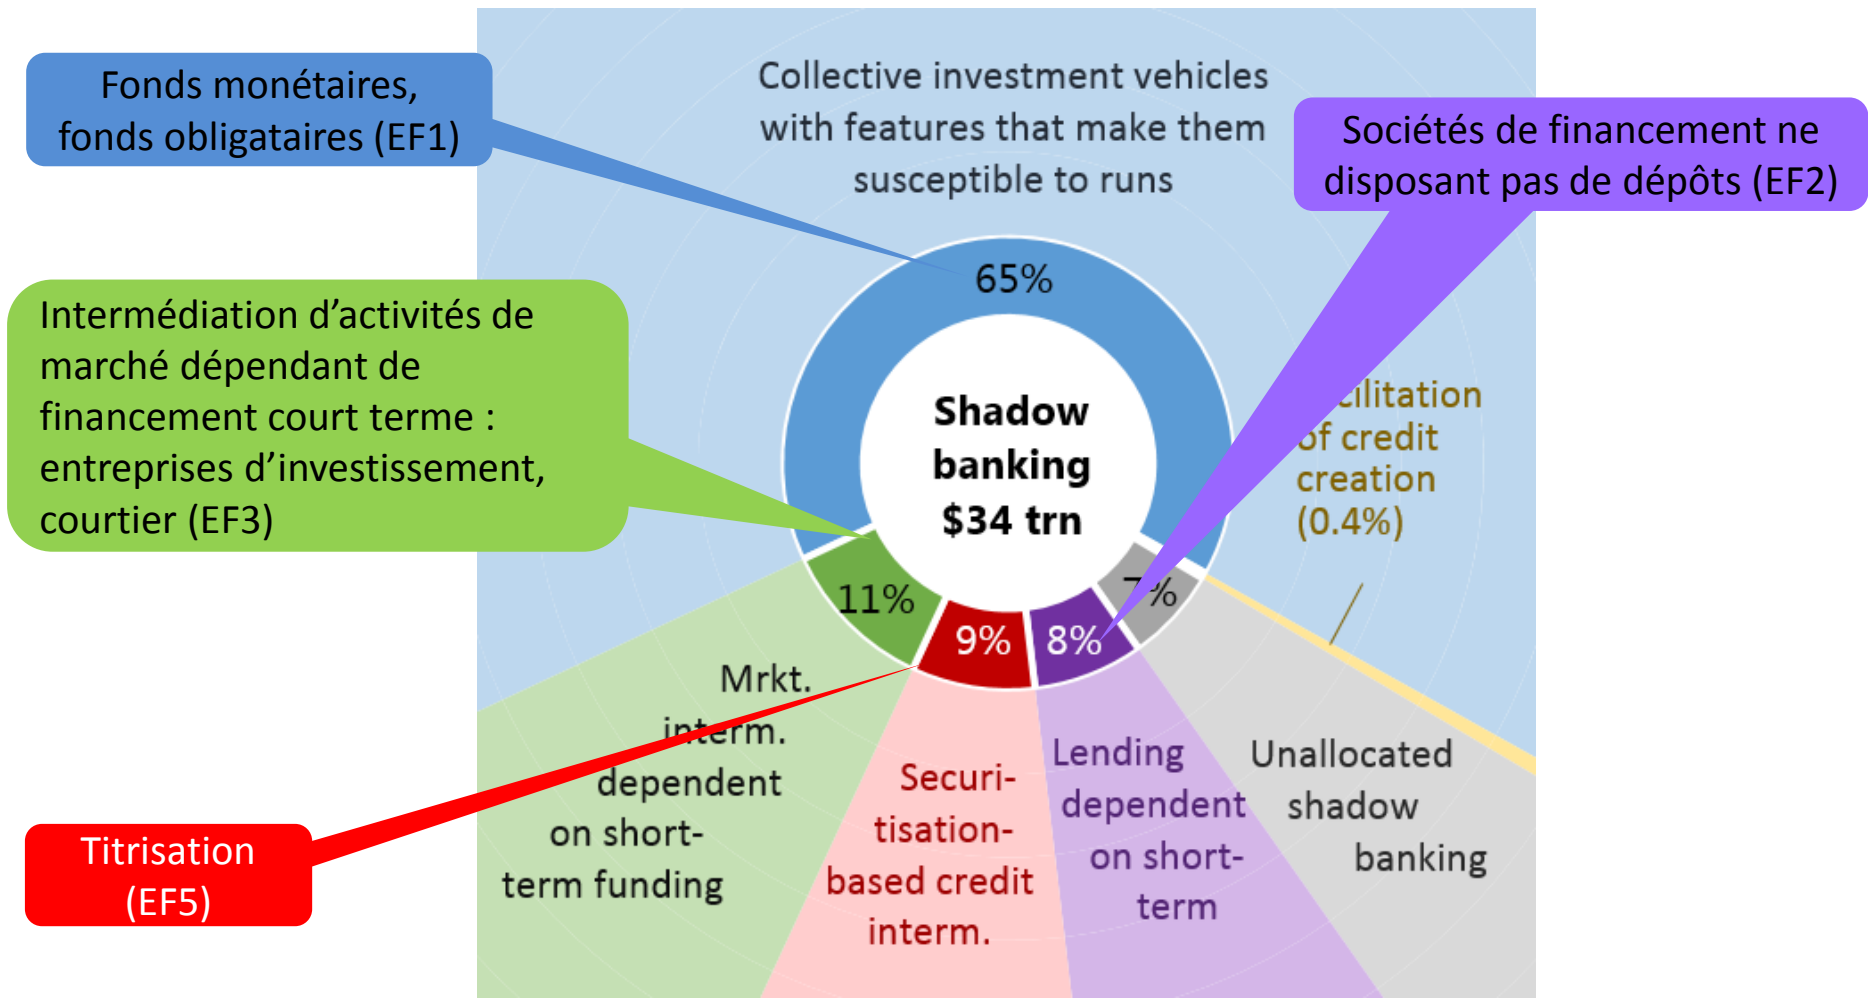 Fonds monétaires,
fonds obligataires (EF1)
Collective investment vehicles
with features that make them
susceptible to runs
Sociétés de financement ne
disposant pas de dépôts (EF2)
65%
Intermédiation d’activités de
marché dépendant de
financement court terme :
entreprises d’investissement,
courtier (EF3)
Shadow
banking
$34 trn
cilitation
of credit
creation
(0.4%)
11%
9%
8%
7%
Mrkt.
interm.
dependent
on short-
term funding
Securi-
tisation-
based credit
interm.
Lending
dependent
on short-
term
Unallocated
shadow
banking
Titrisation
(EF5)